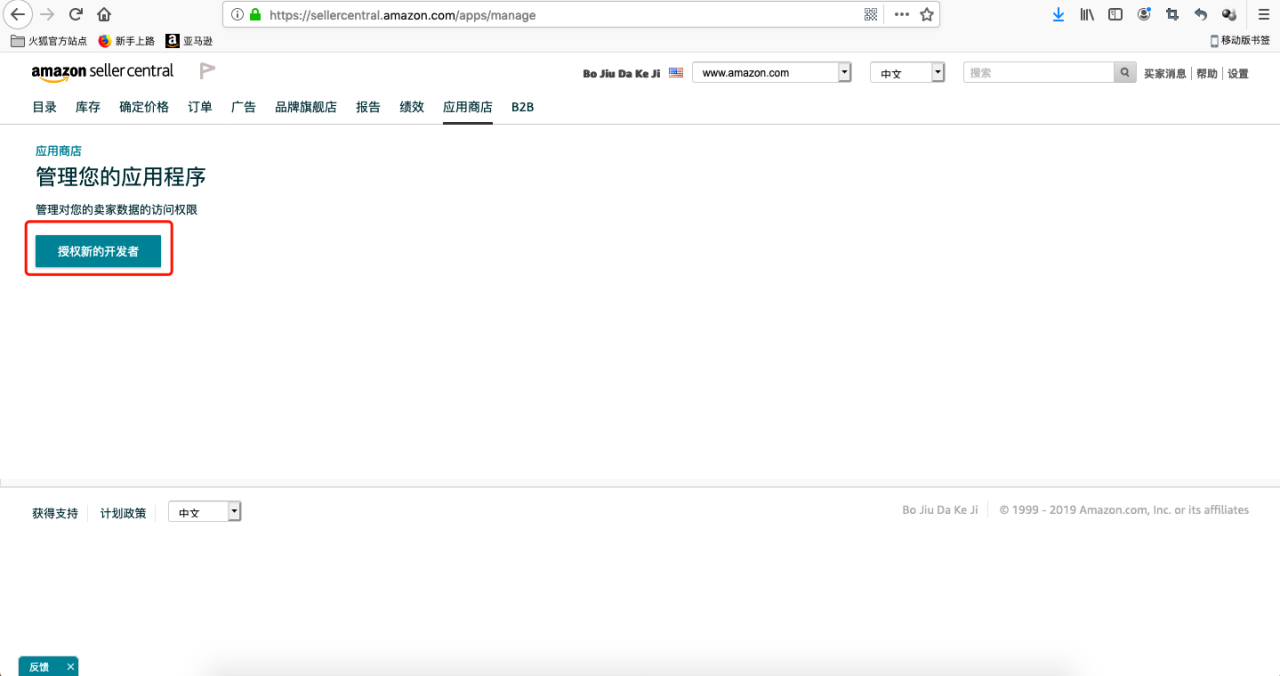 https://sellercentral.amazon.com/apps/manage
火狐官方站点 新手上路 亚马逊 移动版书签
amazon seller central Bo Jiu Da Ke Ji www.amazon.com 中文 搜索 买家消息 帮助 设置
目录 库存 确定价格 订单 广告 品牌旗舰店 报告 绩效 应用商店 B2B
应用商店
管理您的应用程序
管理对您的卖家数据的访问权限
授权新的开发者
获得支持 计划政策 中文 Bo Jiu Da Ke Ji © 1999 - 2019 Amazon.com, Inc. or its affiliates
反馈